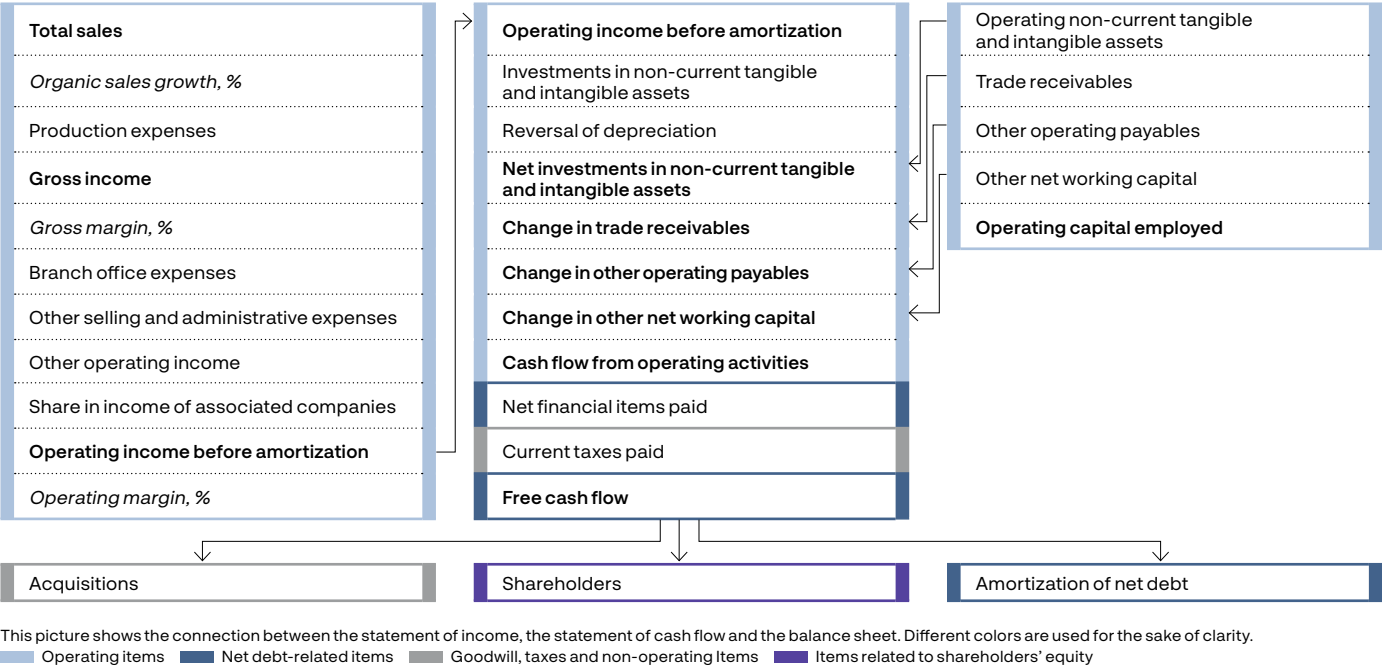 Total sales
Organic sales growth, %
Production expenses
Gross income
Gross margin, %
Branch office expenses
Other selling and administrative expenses
Other operating income
Share in income of associated companies
Operating income before amortization
Operating margin, %
Operating income before amortization
Investments in non-current tangible
and intangible assets
Reversal of depreciation
Net investments in non-current tangible
and intangible assets
Change in trade receivables
Change in other operating payables
Change in other net working capital
Cash flow from operating activities
Net financial items paid
Current taxes paid
Free cash flow
Operating non-current tangible
and intangible assets
Trade receivables
Other operating payables
Other net working capital
Operating capital employed
Acquisitions
Shareholders
Amortization of net debt
This picture shows the connection between the statement of income, the statement of cash flow and the balance sheet. Different colors are used for the sake of clarity.
Operating items Net debt-related items Goodwill, taxes and non-operating Items Items related to shareholders' equity